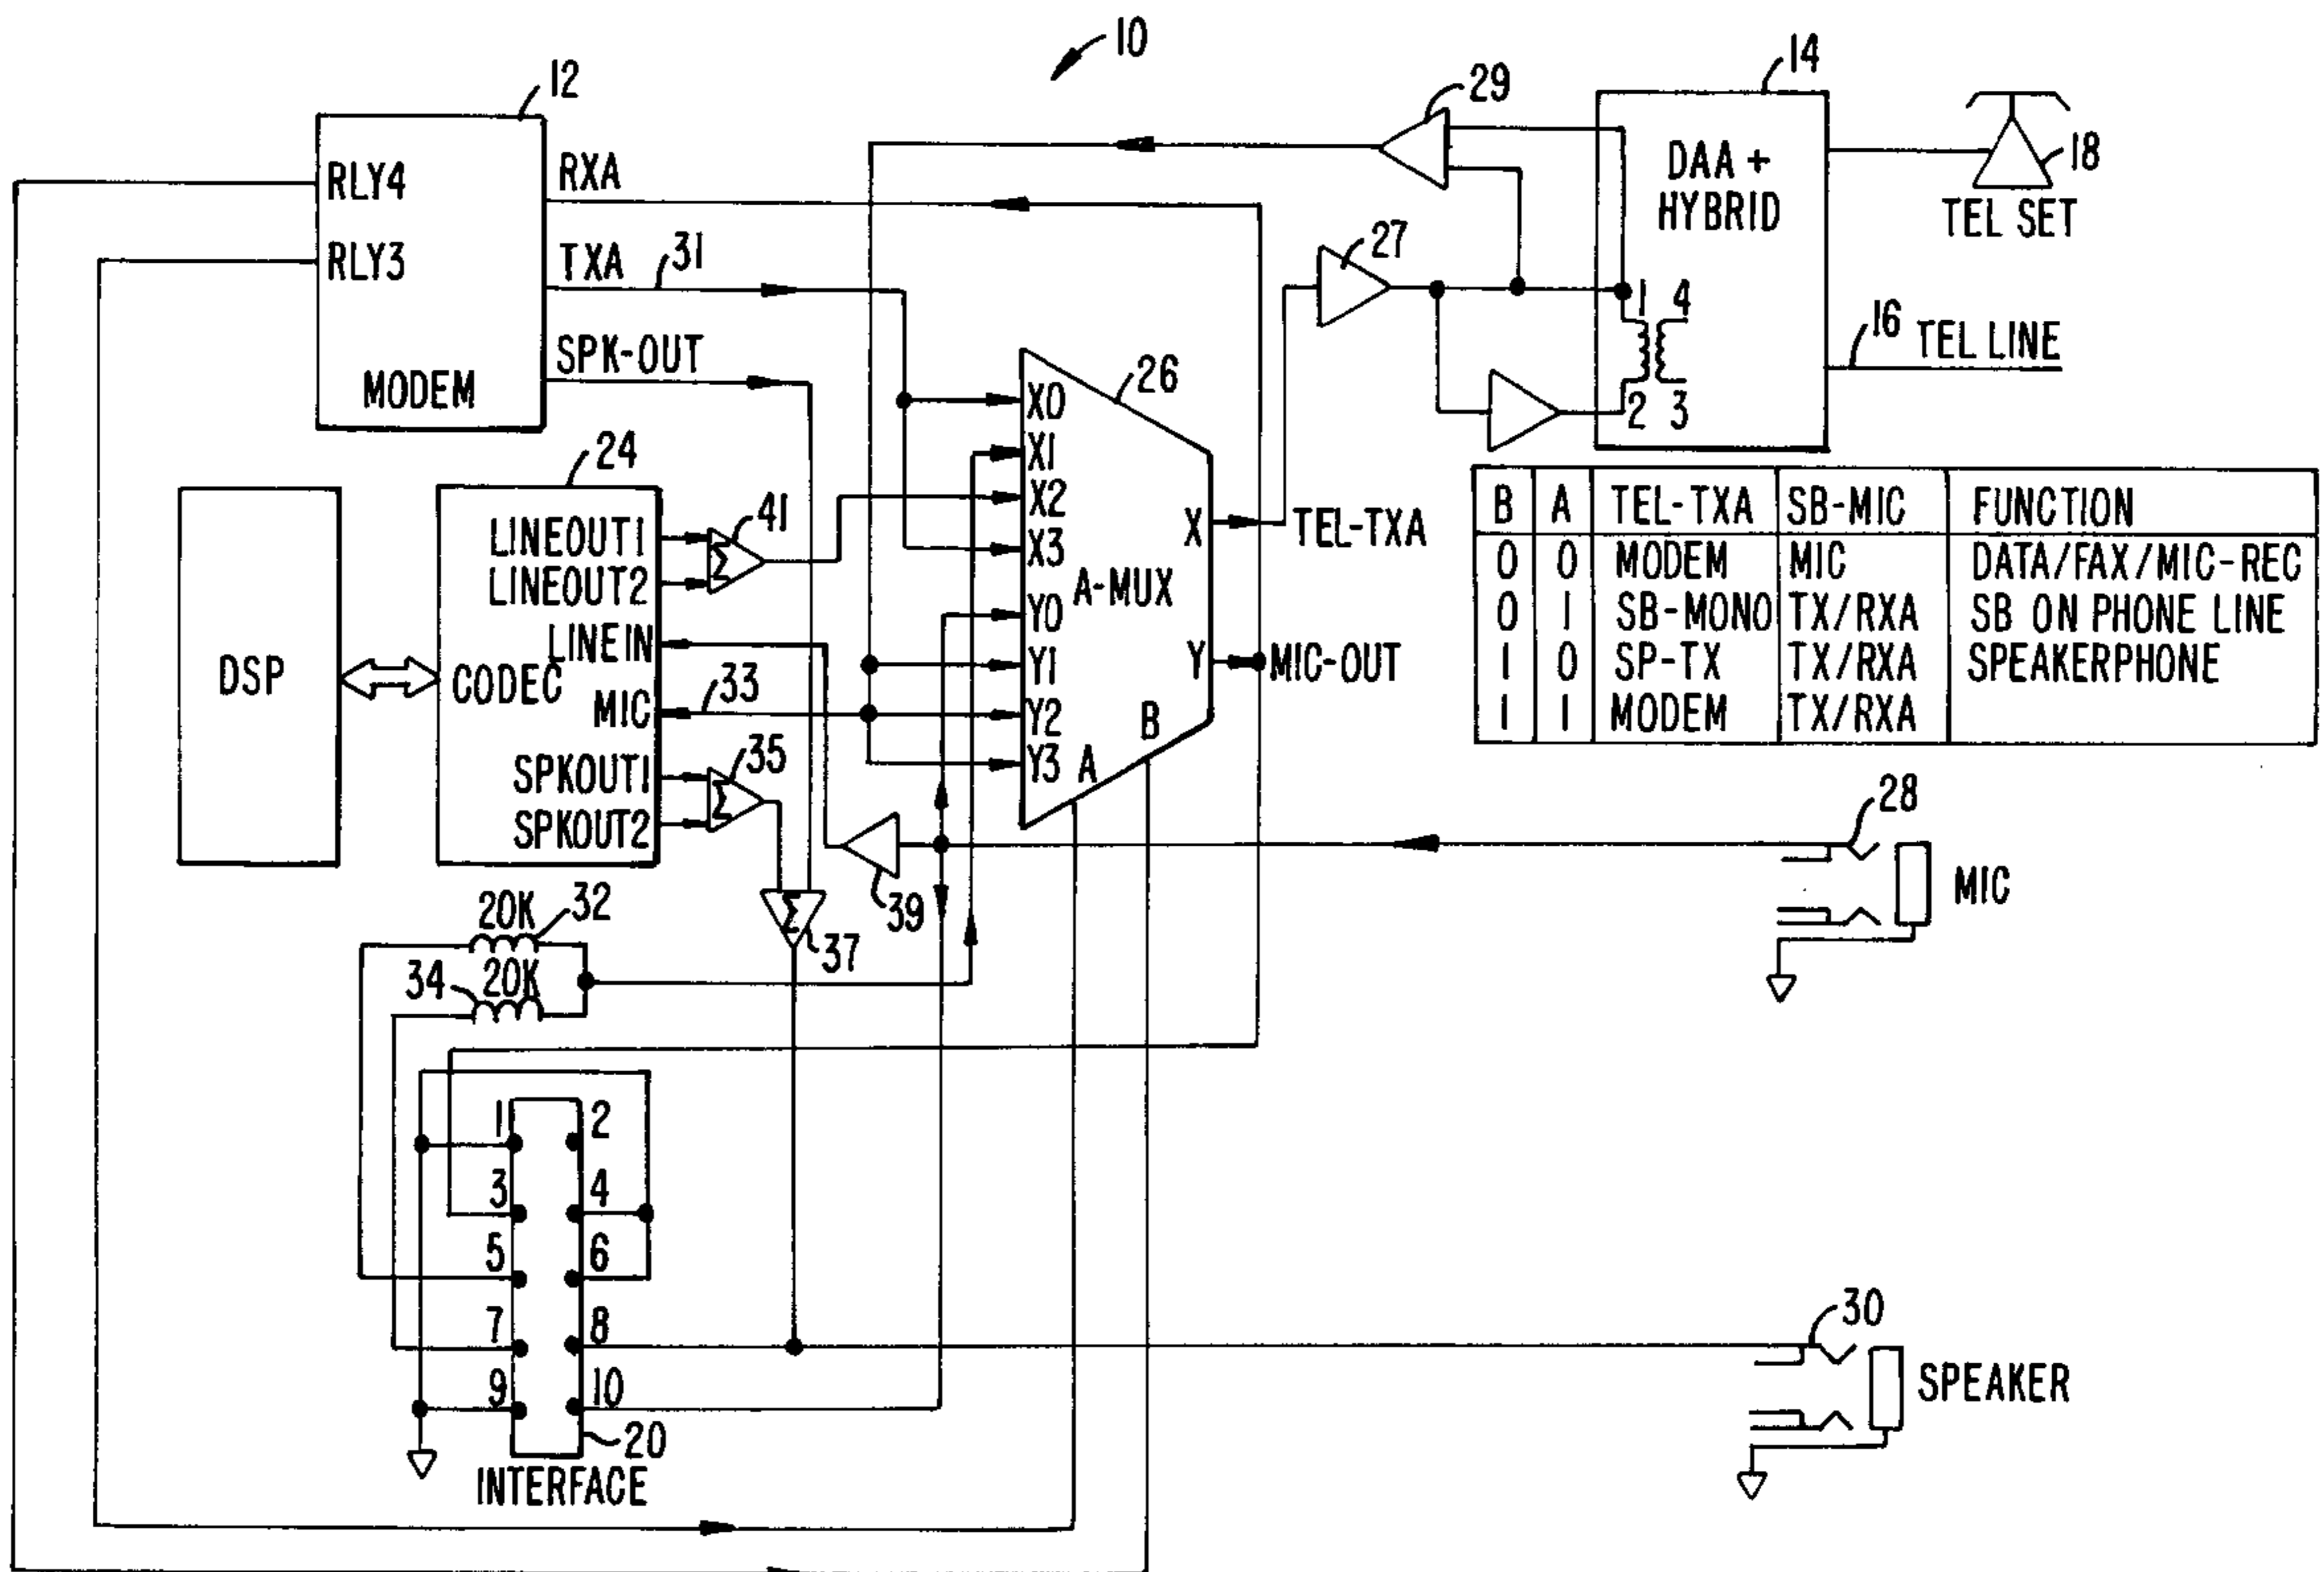 10
12
RLY4
RLY3
MODEM
RXA
TXA
31
SPK-OUT
29
14
DAA +
HYBRID
18
TEL SET
27
1 4
2 3
16 TEL LINE
26
X0
X1
X2
X3
Y0
Y1
Y2
Y3
A-MUX
X
Y
A
B
TEL-TXA
MIC-OUT
DSP
24
CODEC
LINEOUT1
LINEOUT2
LINEIN
MIC
SPKOUT1
SPKOUT2
41
Σ
33
35
Σ
Σ
37
39
B A TEL-TXA SB-MIC FUNCTION
0 0 MODEM MIC DATA/FAX/MIC-REC
0 1 SB-MONO TX/RXA SB ON PHONE LINE
1 0 SP-TX TX/RXA SPEAKERPHONE
1 1 MODEM TX/RXA
28
MIC
20K 32
34 20K
1 2
3 4
5 6
7 8
9 10
20
INTERFACE
30
SPEAKER